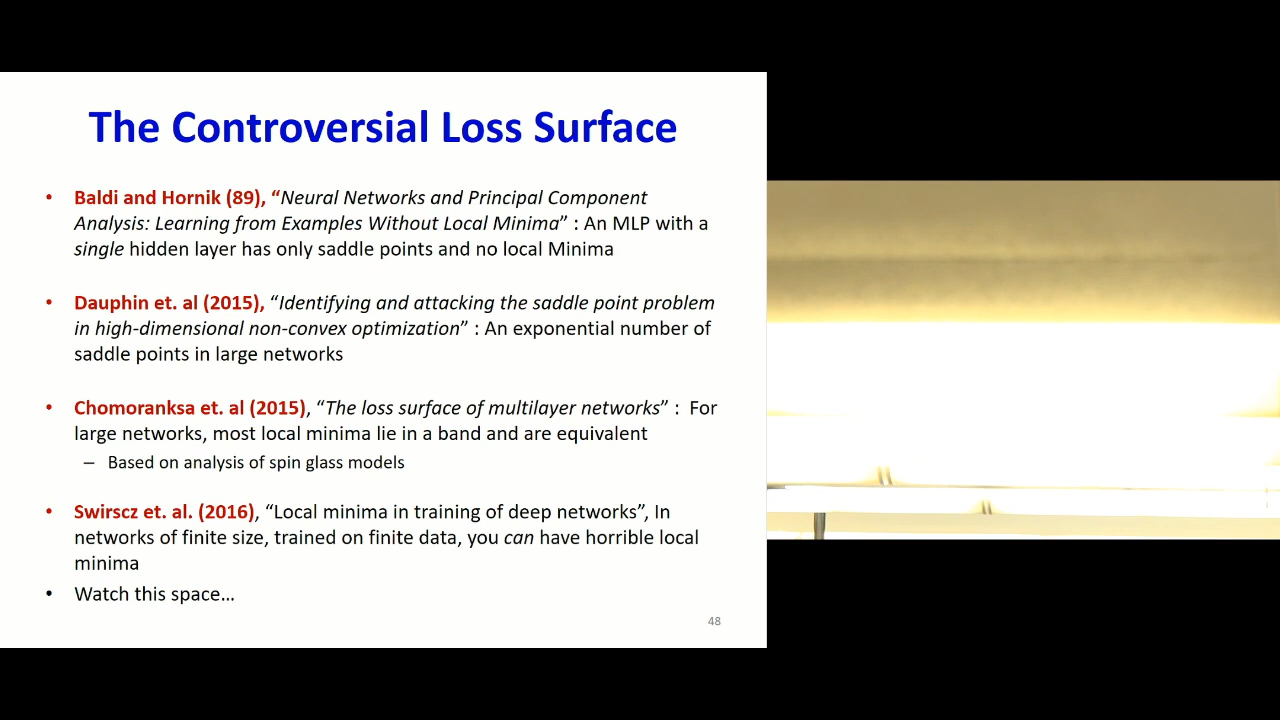 The Controversial Loss Surface
• Baldi and Hornik (89), “Neural Networks and Principal Component
Analysis: Learning from Examples Without Local Minima” : An MLP with a
single hidden layer has only saddle points and no local Minima
• Dauphin et. al (2015), “Identifying and attacking the saddle point problem
in high-dimensional non-convex optimization” : An exponential number of
saddle points in large networks
• Chomoranksa et. al (2015), “The loss surface of multilayer networks” : For
large networks, most local minima lie in a band and are equivalent
– Based on analysis of spin glass models
• Swirscz et. al. (2016), “Local minima in training of deep networks”, In
networks of finite size, trained on finite data, you can have horrible local
minima
• Watch this space…
48